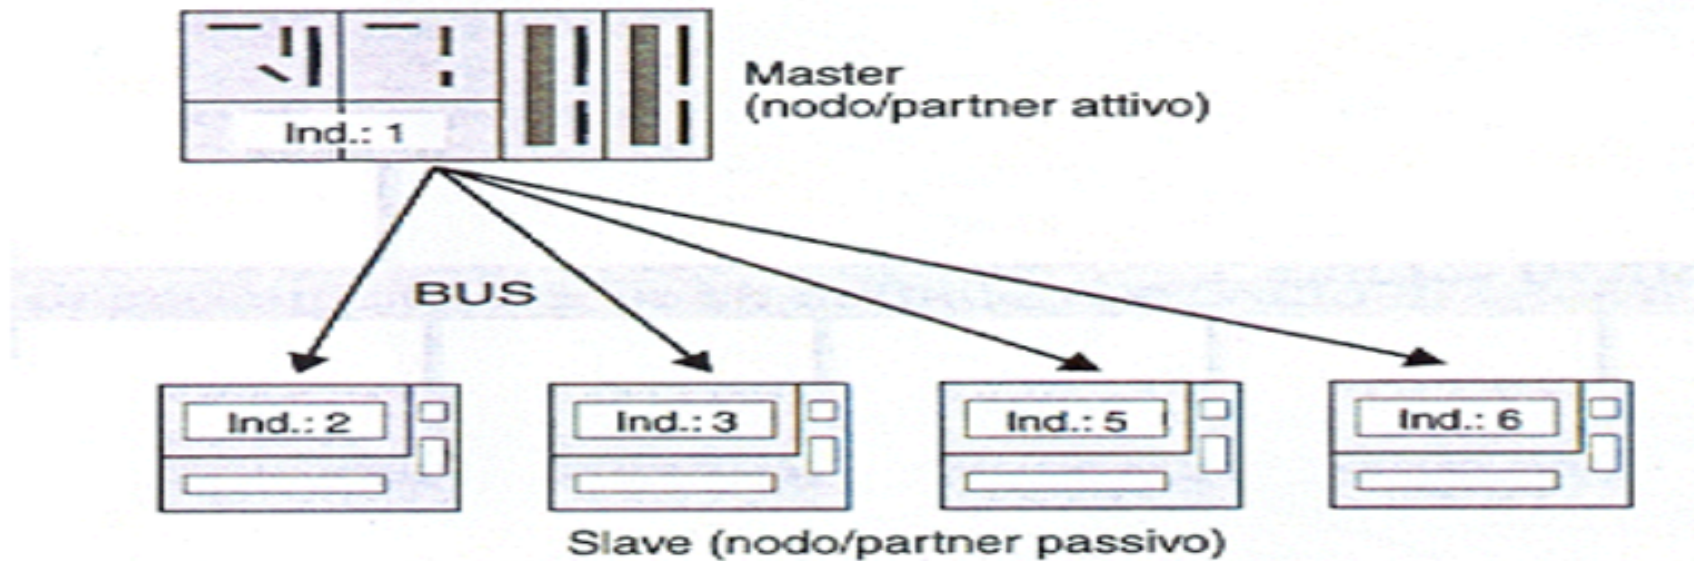 Master
(nodo/partner attivo)
Ind.: 1
BUS
Ind.: 2
Ind.: 3
Ind.: 5
Ind.: 6
Slave (nodo/partner passivo)